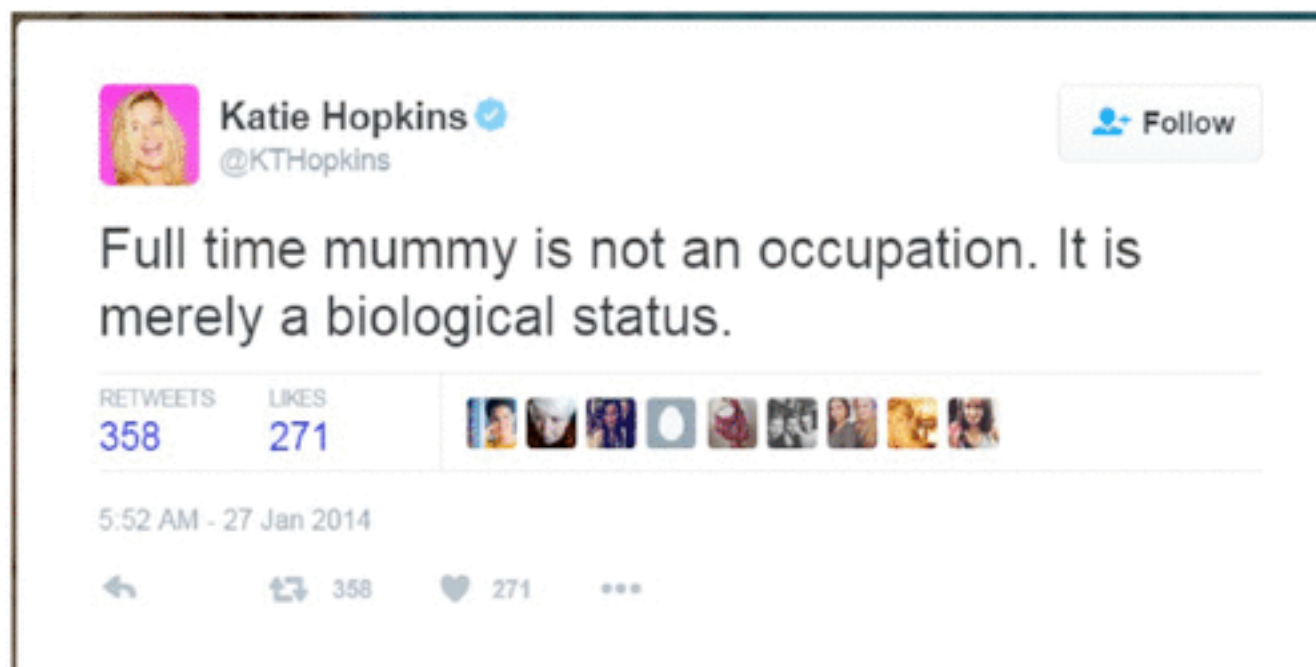 Katie Hopkins
@KTHopkins
Follow
Full time mummy is not an occupation. It is
merely a biological status.
RETWEETS LIKES
358 271
5:52 AM - 27 Jan 2014
358 271